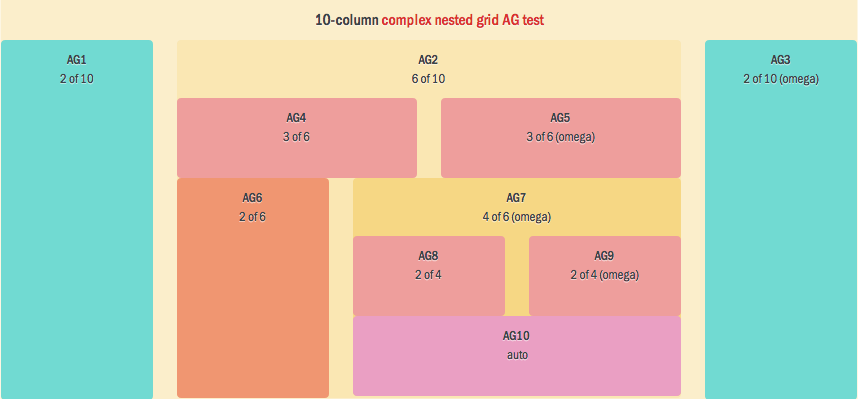 10-column complex nested grid AG test
AG1
2 of 10
AG2
6 of 10
AG3
2 of 10 (omega)
AG4
3 of 6
AG5
3 of 6 (omega)
AG6
2 of 6
AG7
4 of 6 (omega)
AG8
2 of 4
AG9
2 of 4 (omega)
AG10
auto